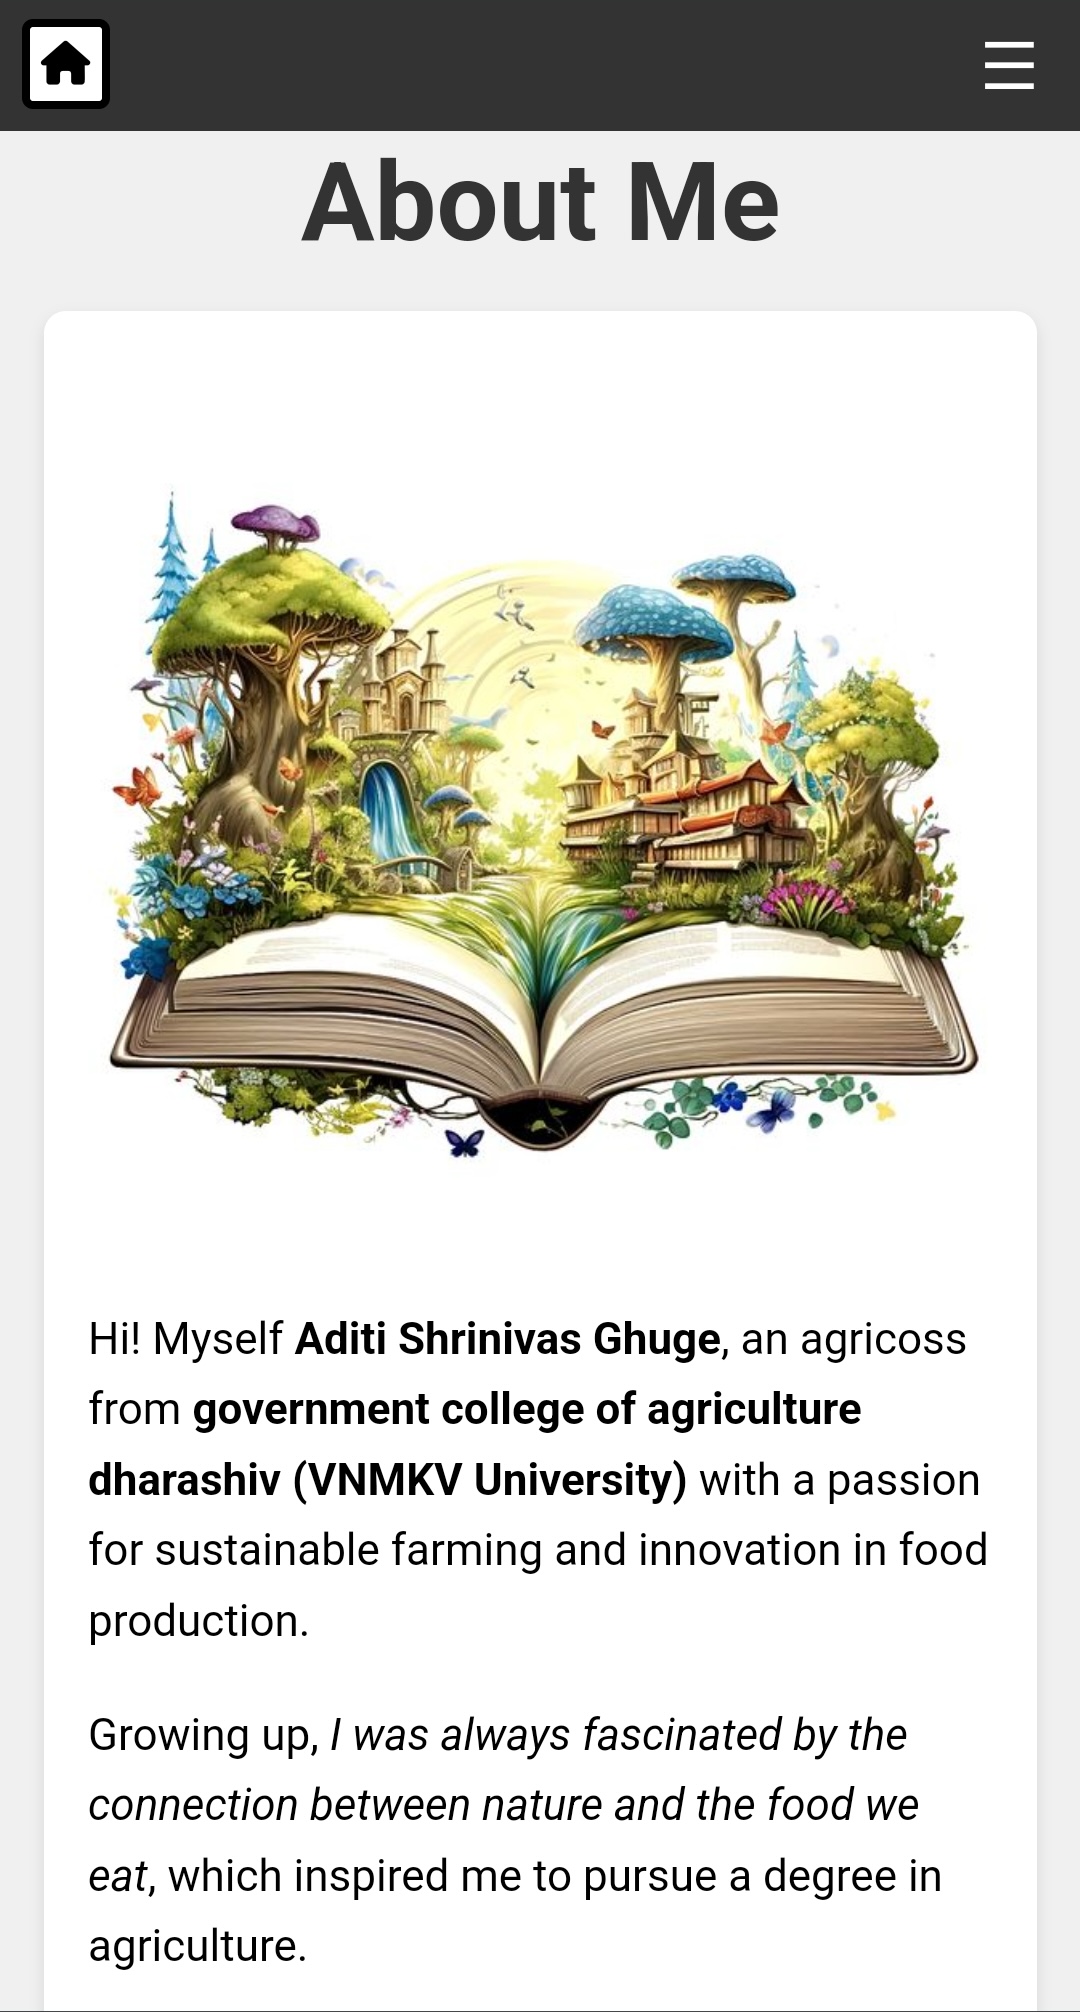 About Me
Hi! Myself Aditi Shrinivas Ghuge, an agricoss
from government college of agriculture
dharashiv (VNMKV University) with a passion
for sustainable farming and innovation in food
production.
Growing up, I was always fascinated by the
connection between nature and the food we
eat, which inspired me to pursue a degree in
agriculture.